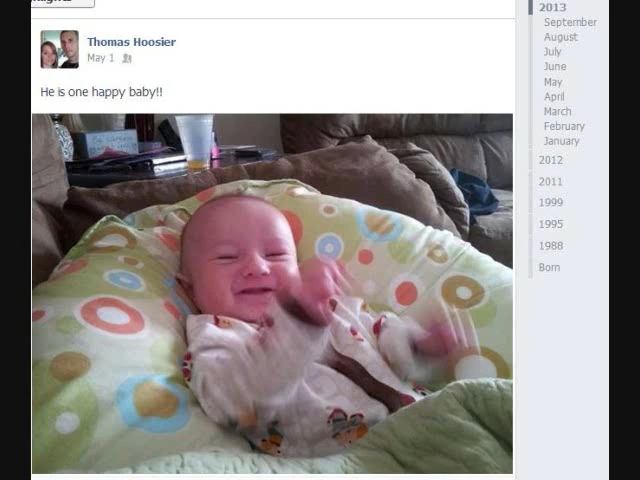 Thomas Hoosier
May 1
He is one happy baby!!
2013
September
August
July
June
May
April
March
February
January
2012
2011
1999
1995
1988
Born